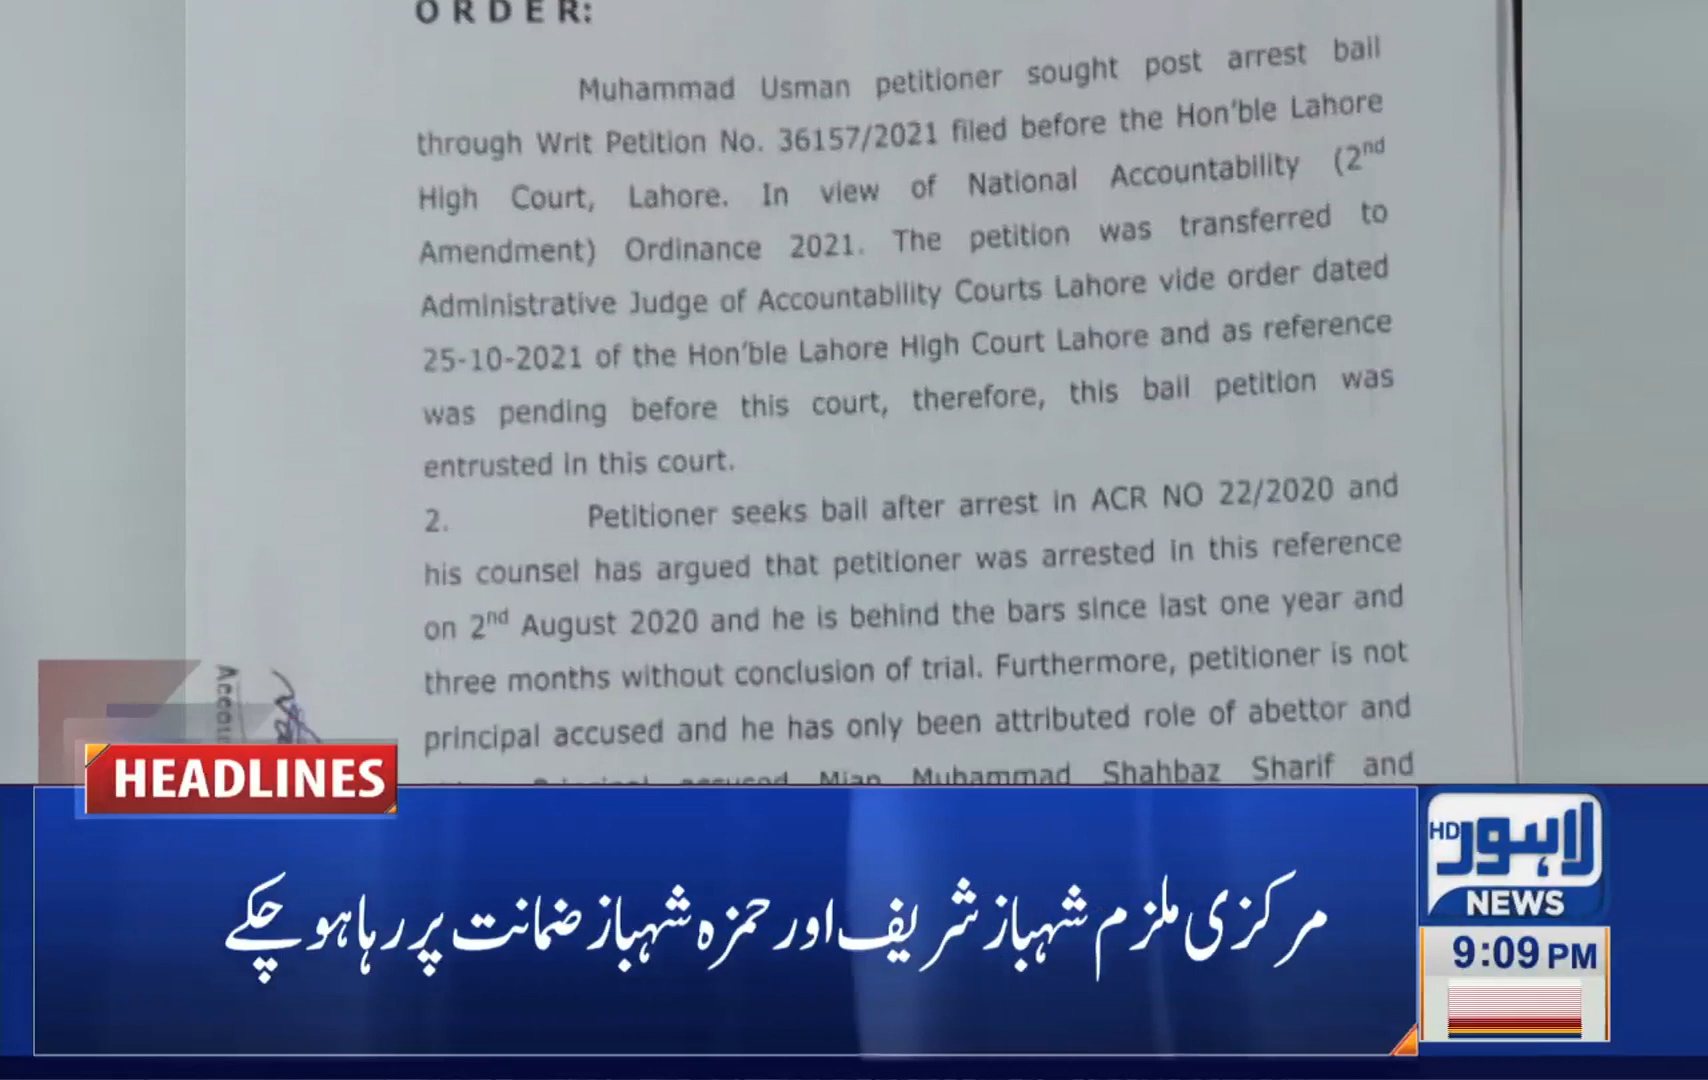 ORDER:
Muhammad Usman petitioner sought post arrest bail
through Writ Petition No. 36157/2021 filed before the Hon'ble Lahore
High Court, Lahore. In view of National Accountability (2nd
Amendment) Ordinance 2021. The petition was transferred to
Administrative Judge of Accountability Courts Lahore vide order dated
25-10-2021 of the Hon'ble Lahore High Court Lahore and as reference
was pending before this court, therefore, this bail petition was
entrusted in this court.
2. Petitioner seeks bail after arrest in ACR NO 22/2020 and
his counsel has argued that petitioner was arrested in this reference
on 2nd August 2020 and he is behind the bars since last one year and
three months without conclusion of trial. Furthermore, petitioner is not
principal accused and he has only been attributed role of abettor and
Principal accused Mian Muhammad Shahbaz Sharif and
HEADLINES
مرکزی ملزم شہباز شریف اور حمزہ شہباز ضمانت پر رہا ہو چکے
لاہور HD
NEWS
9:09 PM